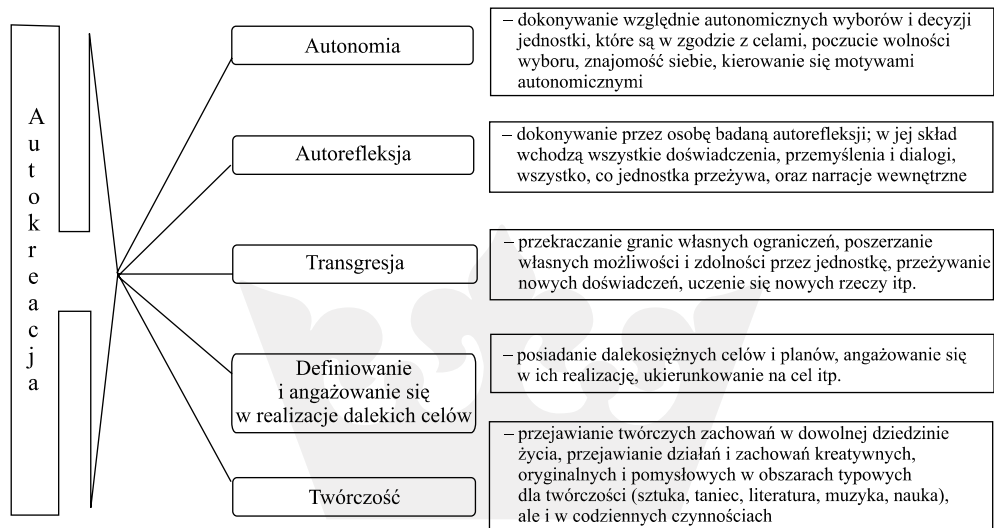 Autokreacja
Autonomia
– dokonywanie względnie autonomicznych wyborów i decyzji
jednostki, które są w zgodzie z celami, poczucie wolności
wyboru, znajomość siebie, kierowanie się motywami
autonomicznymi
Autorefleksja
– dokonywanie przez osobę badaną autorefleksji; w jej skład
wchodzą wszystkie doświadczenia, przemyślenia i dialogi,
wszystko, co jednostka przeżywa, oraz narracje wewnętrzne
Transgresja
– przekraczanie granic własnych ograniczeń, poszerzanie
własnych możliwości i zdolności przez jednostkę, przeżywanie
nowych doświadczeń, uczenie się nowych rzeczy itp.
Definiowanie
i angażowanie się
w realizacje dalekich celów
– posiadanie dalekosiężnych celów i planów, angażowanie się
w ich realizację, ukierunkowanie na cel itp.
Twórczość
– przejawianie twórczych zachowań w dowolnej dziedzinie
życia, przejawianie działań i zachowań kreatywnych,
oryginalnych i pomysłowych w obszarach typowych
dla twórczości (sztuka, taniec, literatura, muzyka, nauka),
ale i w codziennych czynnościach